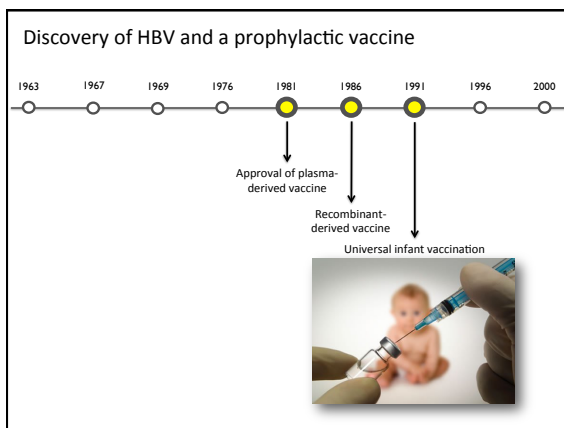 Discovery of HBV and a prophylactic vaccine
1963 1967 1969 1976 1981 1986 1991 1996 2000
Approval of plasma-
derived vaccine
Recombinant-
derived vaccine
Universal infant vaccination